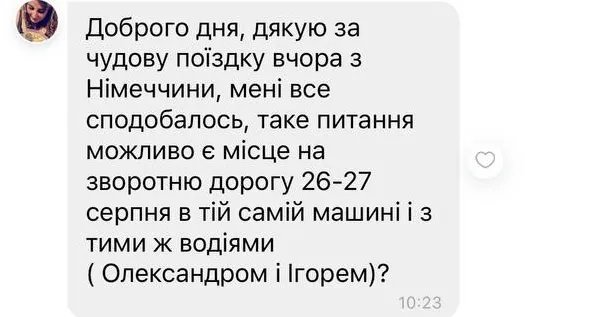 Доброго дня, дякую за
чудову поїздку вчора з
Німеччини, мені все
сподобалось, таке питання
можливо є місце на
зворотню дорогу 26-27
серпня в тій самій машині і з
тими ж водіями
( Олександром і Ігорем)?
10:23